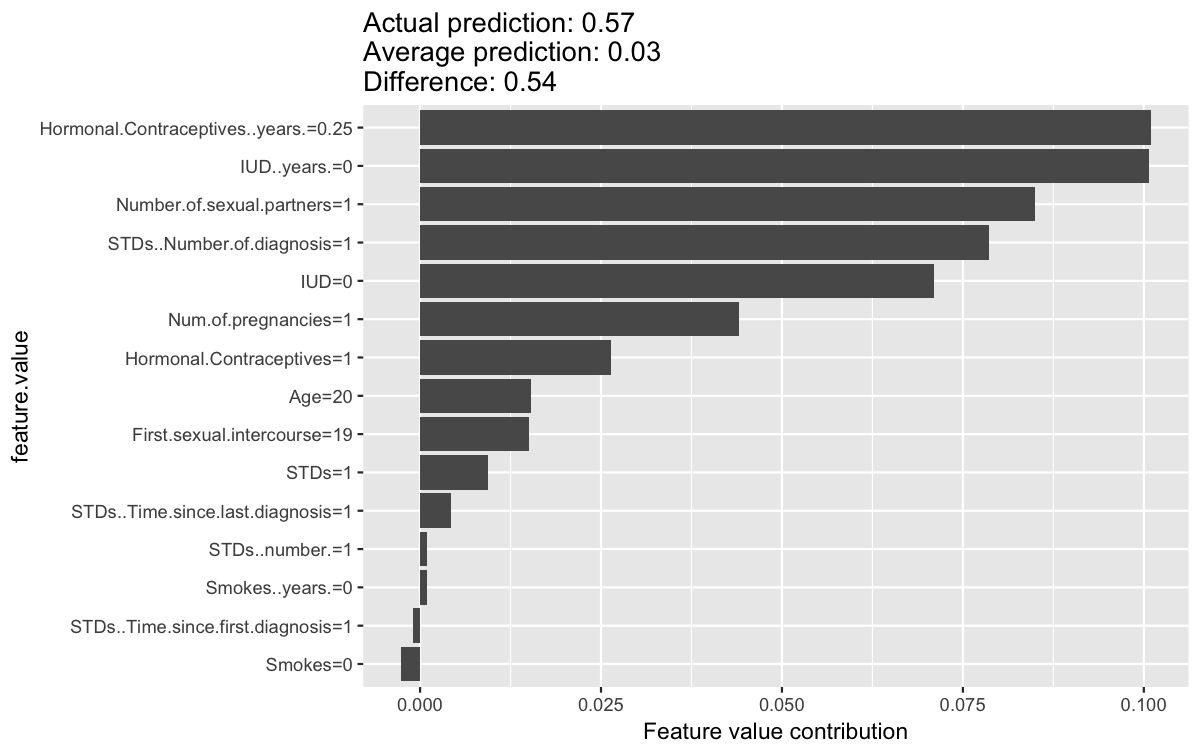 Actual prediction: 0.57
Average prediction: 0.03
Difference: 0.54
feature.value
Hormonal.Contraceptives..years.=0.25
IUD..years.=0
Number.of.sexual.partners=1
STDs..Number.of.diagnosis=1
IUD=0
Num.of.pregnancies=1
Hormonal.Contraceptives=1
Age=20
First.sexual.intercourse=19
STDs=1
STDs..Time.since.last.diagnosis=1
STDs..number.=1
Smokes..years.=0
STDs..Time.since.first.diagnosis=1
Smokes=0
0.000 0.025 0.050 0.075 0.100
Feature value contribution